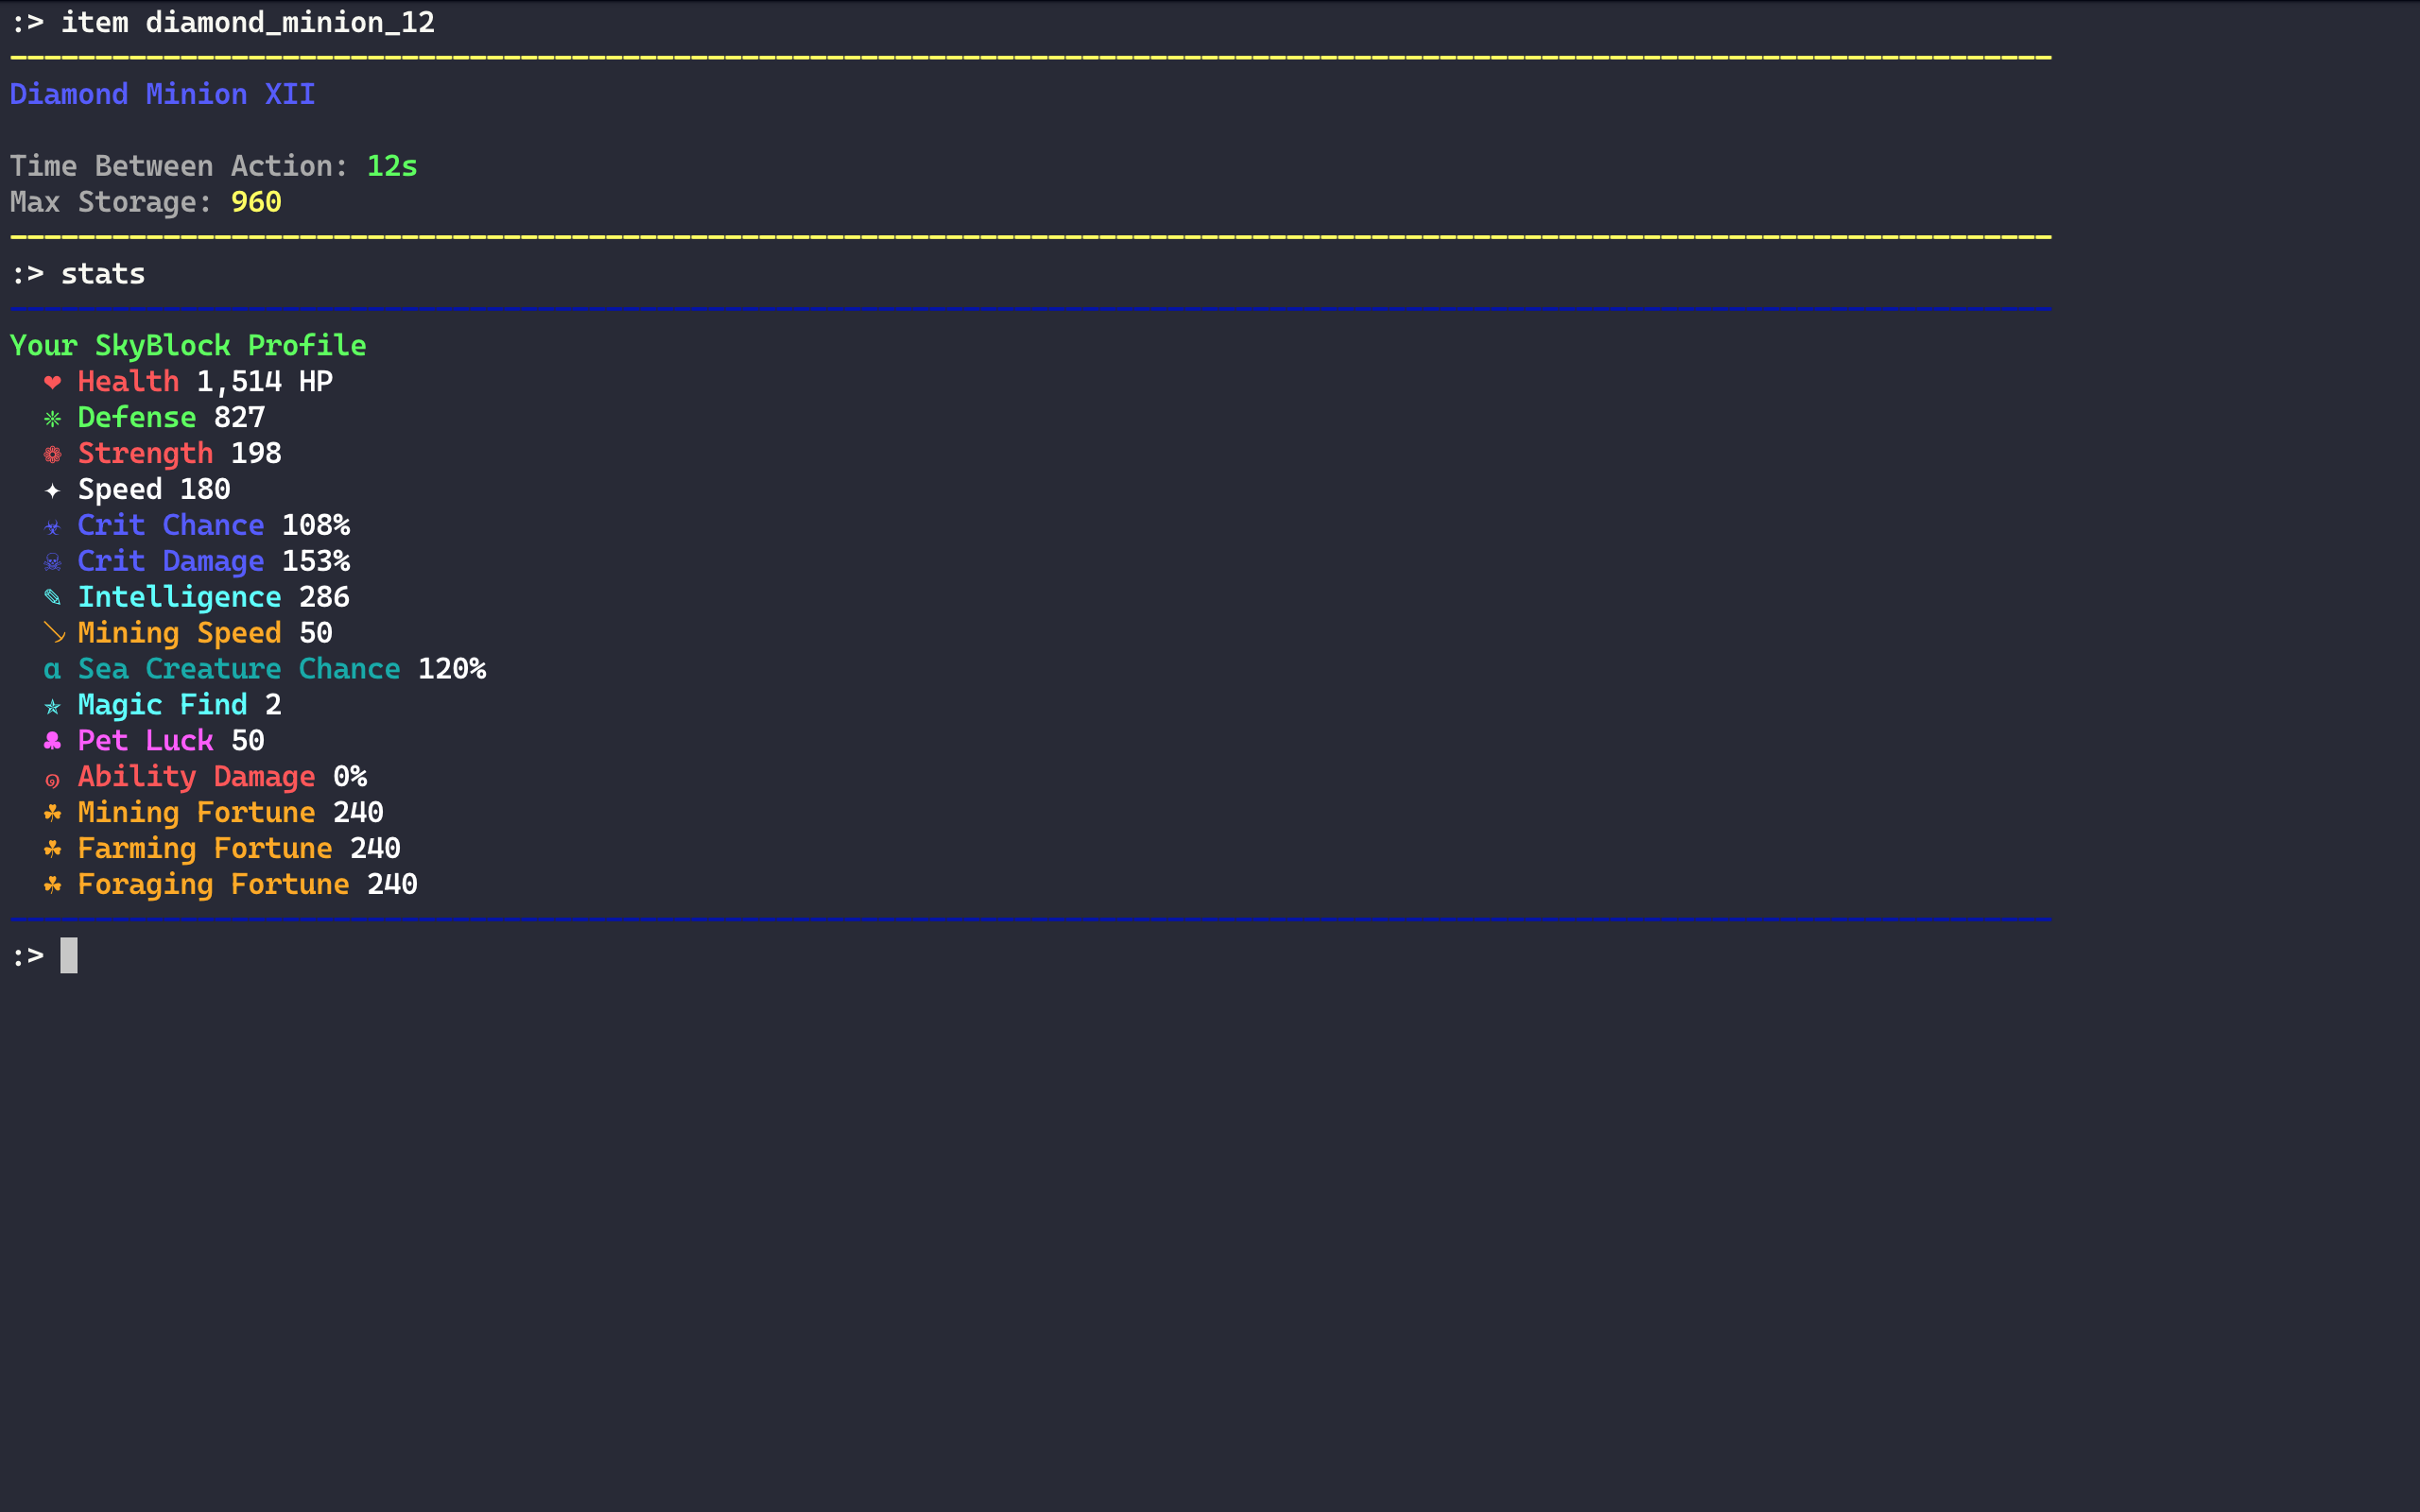 :> item diamond_minion_12
Diamond Minion XII
Time Between Action: 12s
Max Storage: 960
:> stats
Your SkyBlock Profile
❤ Health 1,514 HP
❈ Defense 827
❁ Strength 198
✦ Speed 180
☣ Crit Chance 108%
☠ Crit Damage 153%
✎ Intelligence 286
⸕ Mining Speed 50
α Sea Creature Chance 120%
✯ Magic Find 2
♣ Pet Luck 50
๑ Ability Damage 0%
☘ Mining Fortune 240
☘ Farming Fortune 240
☘ Foraging Fortune 240
:>